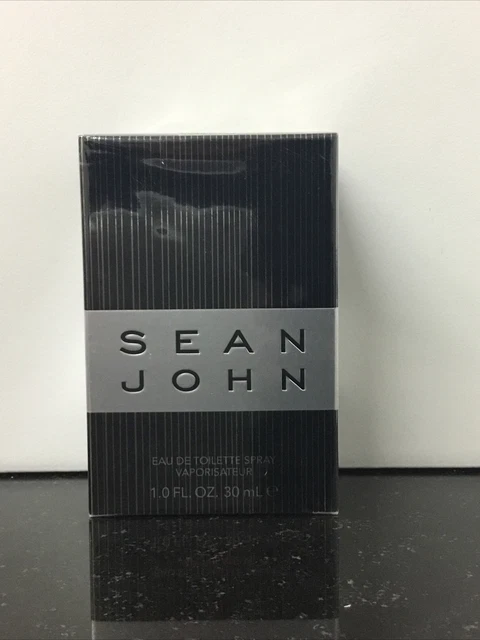 SEAN
JOHN
EAU DE TOILETTE SPRAY
VAPORISATEUR
1.0 FL. OZ. 30 mL ℮